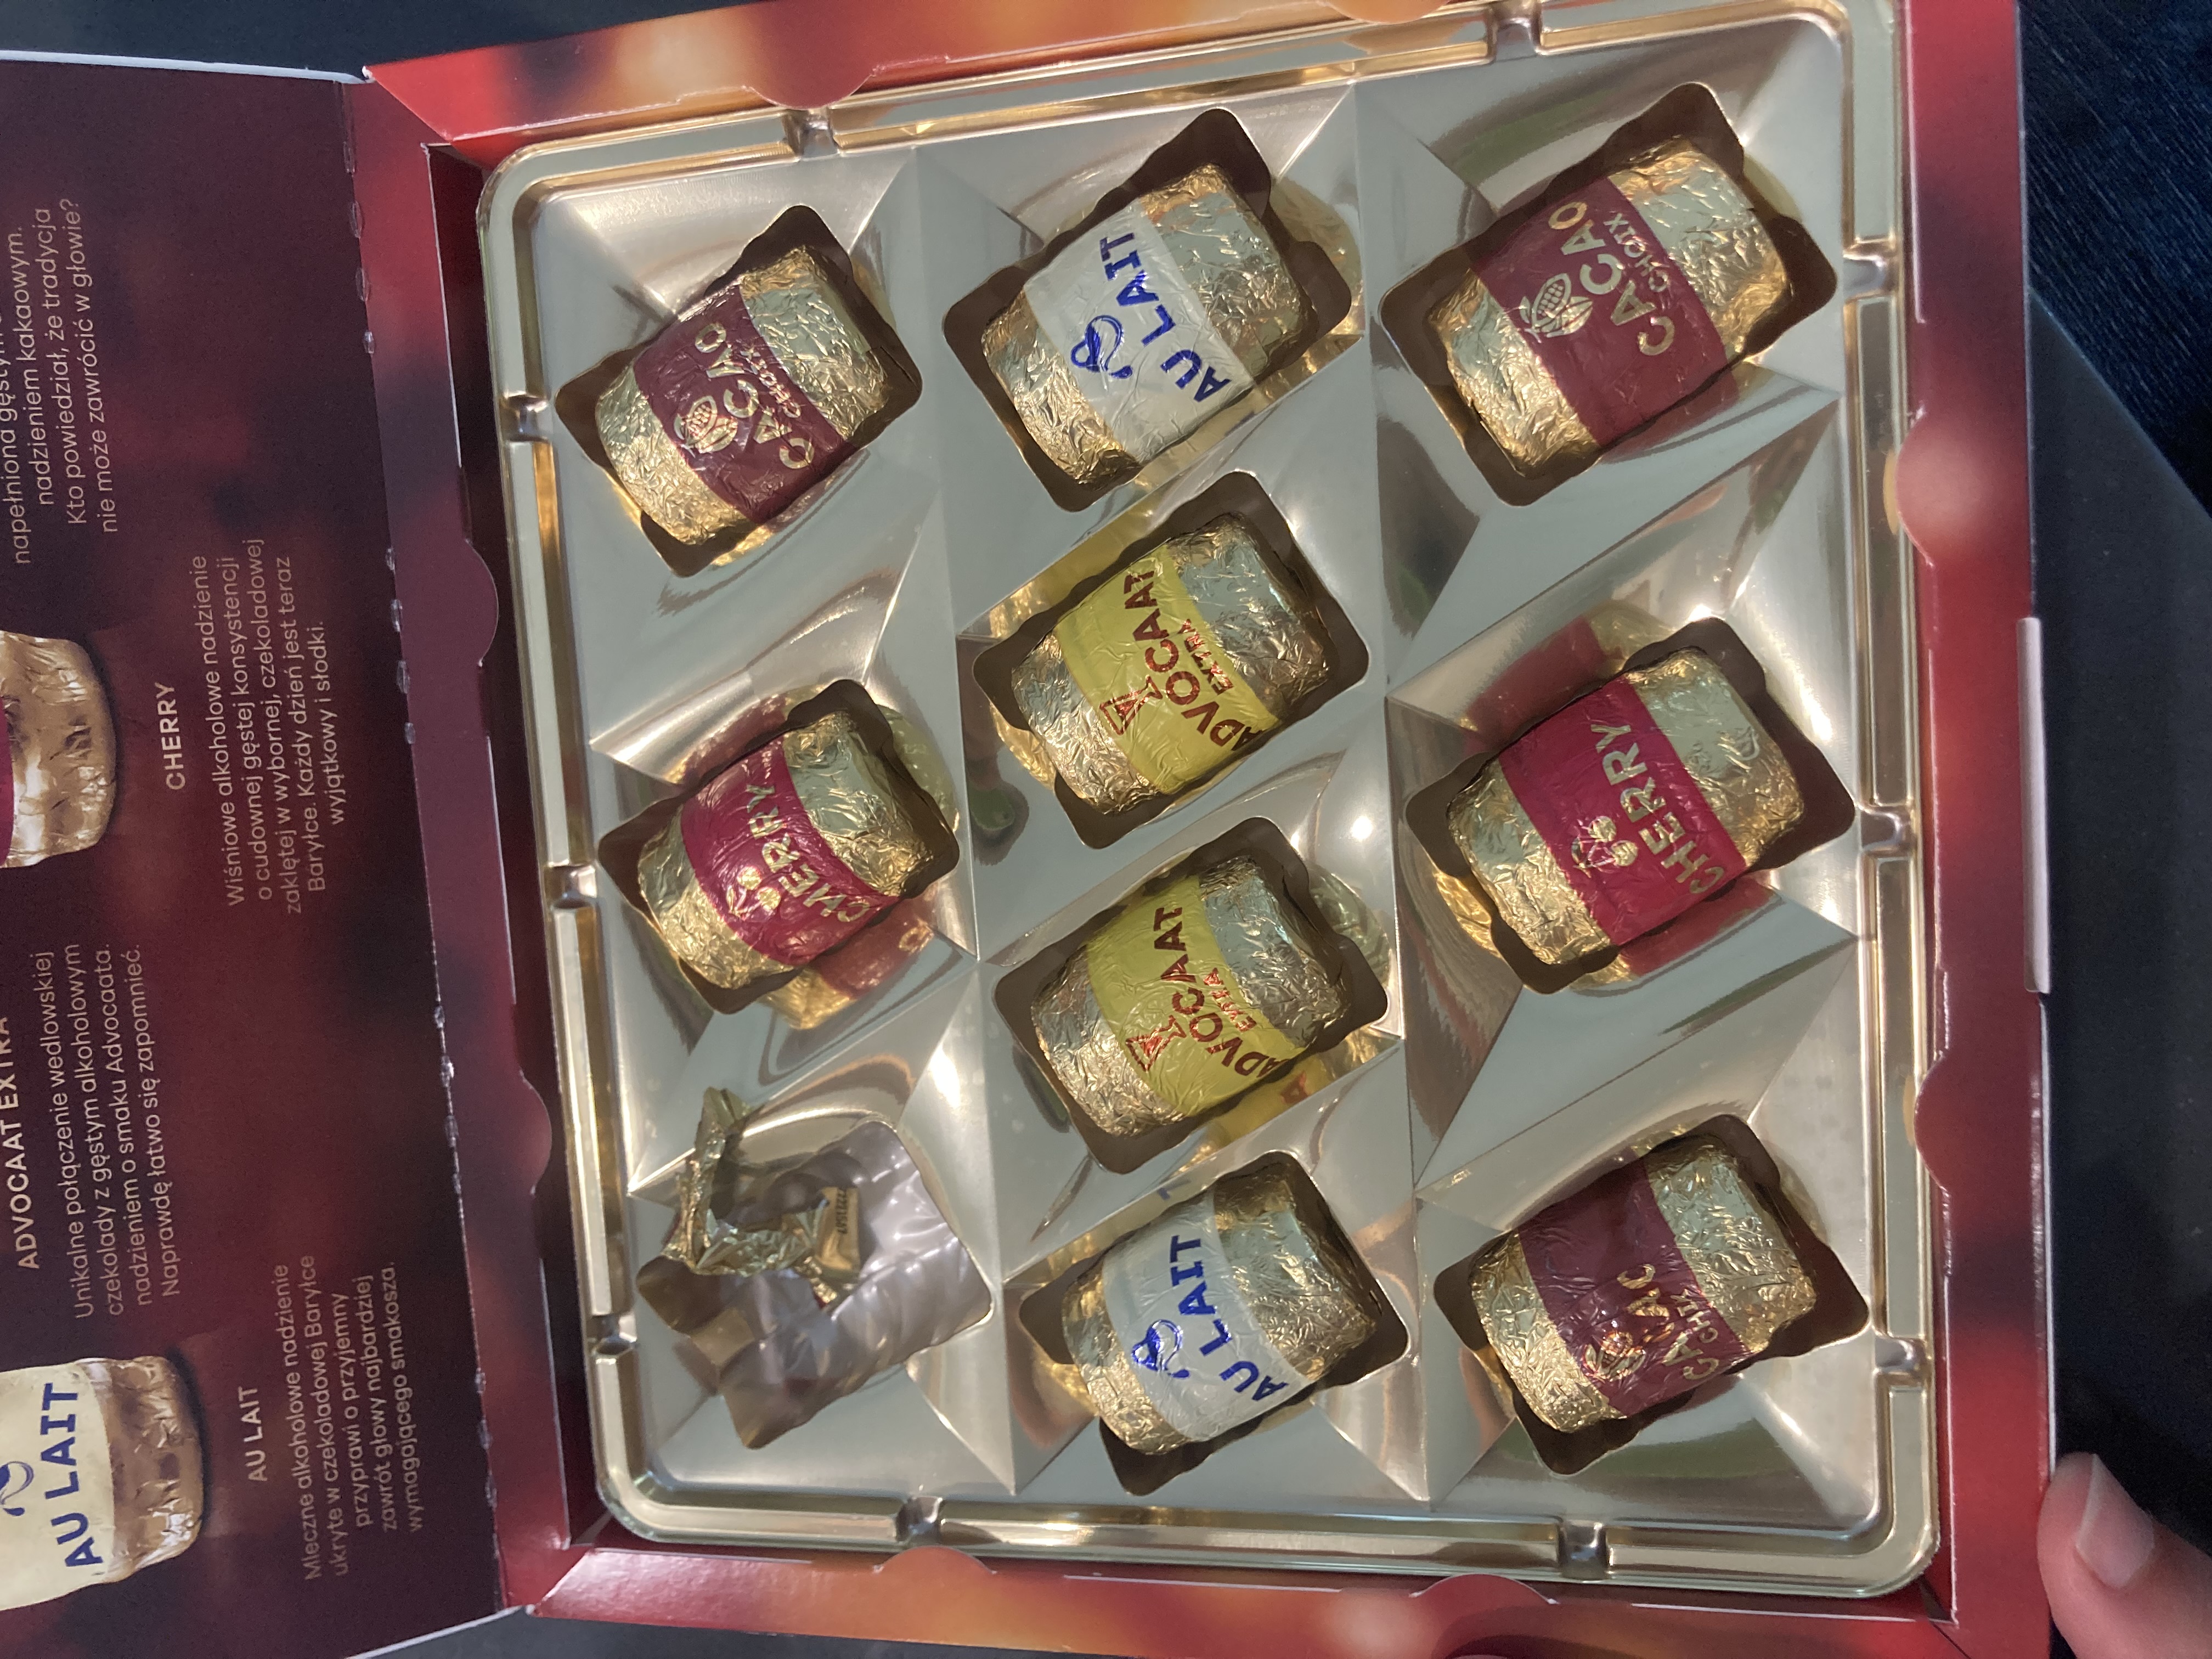 napełniona
nadzieniem kakaowym.
Kto powiedział, że tradycja
nie może zawrócić w głowie?
CHERRY
Wiśniowe alkoholowe nadzienie
o cudownej gęstej konsystencji
zaklętej w wybornej, czekoladowej
Baryłce. Każdy dzień jest teraz
wyjątkowy i słodki.
ADVOCAAT EXTRA
Unikalne połączenie wedlowskiej
czekolady z gęstym alkoholowym
nadzieniem o smaku Advocaata.
Naprawdę łatwo się zapomnieć.
AU LAIT
AU LAIT
Mleczne alkoholowe nadzienie
ukryte w czekoladowej Baryłce
przyprawi o przyjemny
zawrót głowy najbardziej
wymagającego smakosza.
CACAO
CHOIX
AU LAIT
CACAO
CHOIX
CHERRY
ADVOCAAT
EXTRA
CHERRY
ADVOCAAT
EXTRA
AU LAIT